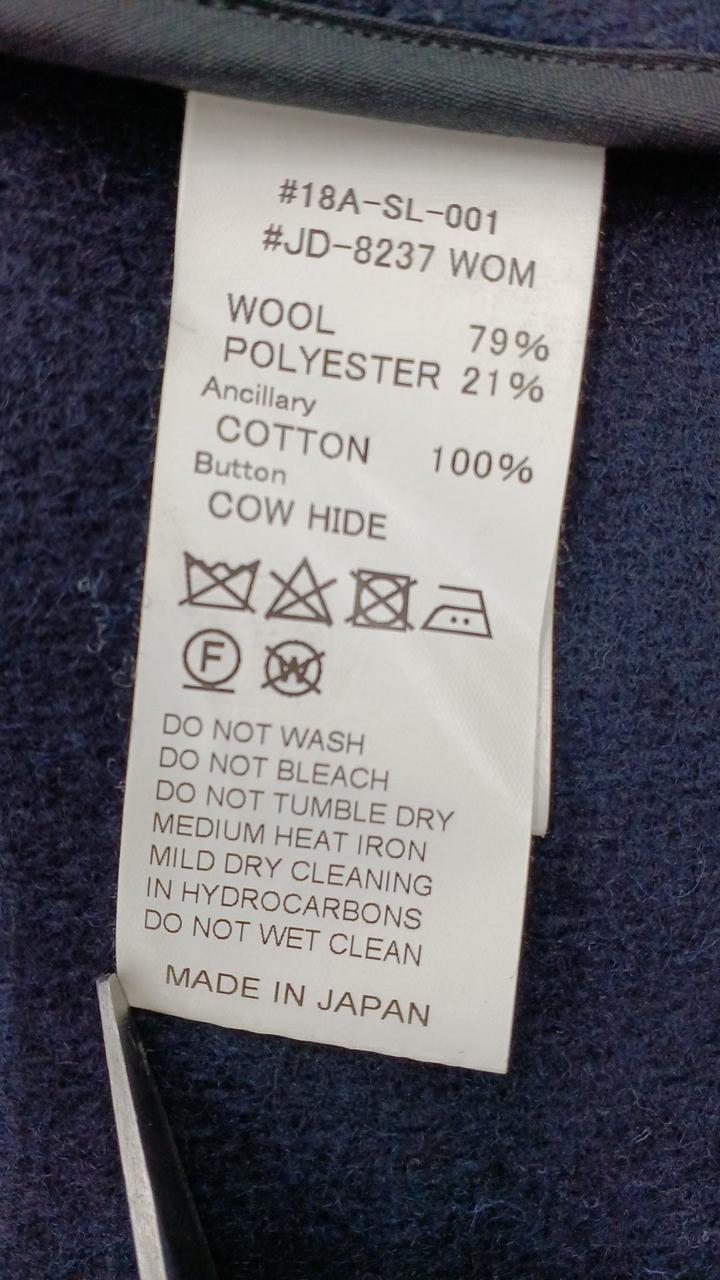 #18A-SL-001
#JD-8237 WOM
WOOL 79%
POLYESTER 21%
Ancillary
COTTON 100%
Button
COW HIDE
F W
DO NOT WASH
DO NOT BLEACH
DO NOT TUMBLE DRY
MEDIUM HEAT IRON
MILD DRY CLEANING
IN HYDROCARBONS
DO NOT WET CLEAN
MADE IN JAPAN